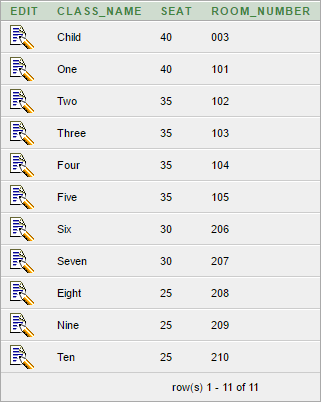 EDIT CLASS_NAME SEAT ROOM_NUMBER
Child 40 003
One 40 101
Two 35 102
Three 35 103
Four 35 104
Five 35 105
Six 30 206
Seven 30 207
Eight 25 208
Nine 25 209
Ten 25 210
row(s) 1 - 11 of 11